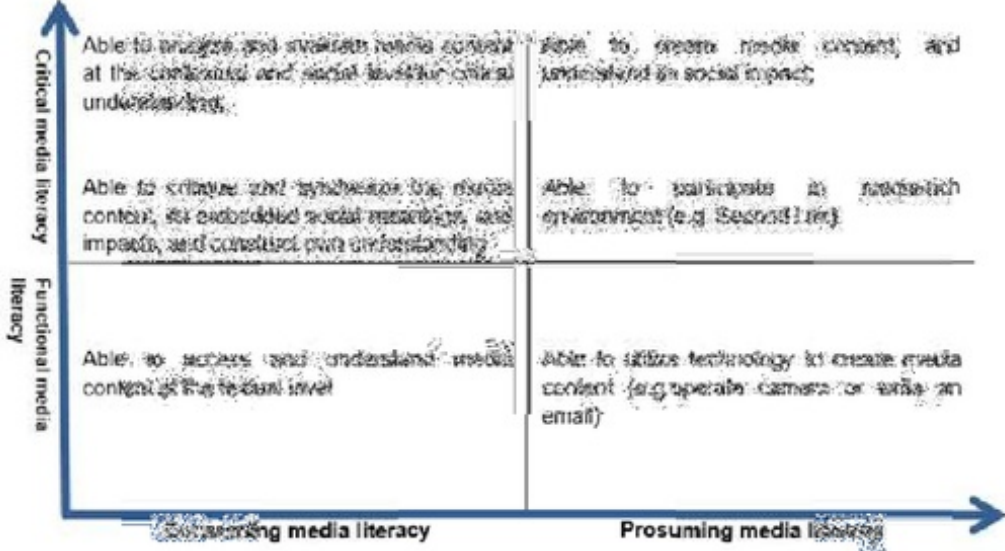 Critical media literacy
Able to analyze and evaluate media content
at the contextual and social level for critical
understanding;
Able to create media content, and
understand its social impact;
Able to critique and synthesize the media
content, its embedded social meanings, and
impacts, and construct own understanding
Able to participate in media-rich
environment (e.g. Second Life)
Functional media
literacy
Able to access and understand media
content at the textual level
Able to utilize technology to create media
content (e.g. operate camera or write an
email)
Consuming media literacy
Prosuming media literacy